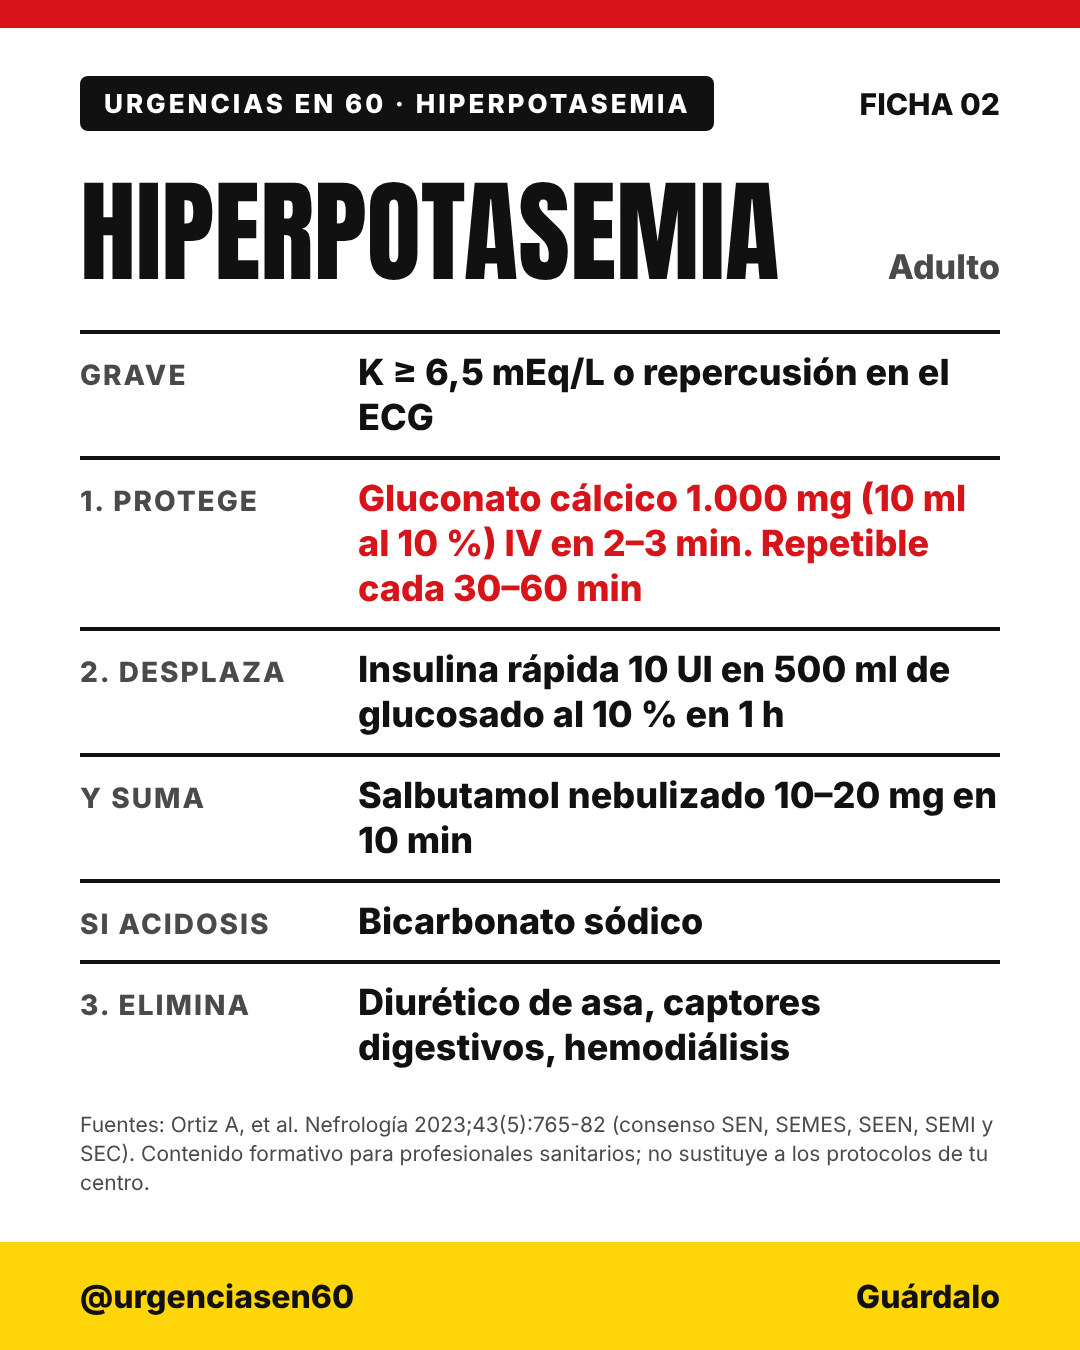 URGENCIAS EN 60 · HIPERPOTASEMIA
FICHA 02
HIPERPOTASEMIA
Adulto
GRAVE
K ≥ 6,5 mEq/L o repercusión en el
ECG
1. PROTEGE
Gluconato cálcico 1.000 mg (10 ml
al 10 %) IV en 2–3 min. Repetible
cada 30–60 min
2. DESPLAZA
Insulina rápida 10 UI en 500 ml de
glucosado al 10 % en 1 h
Y SUMA
Salbutamol nebulizado 10–20 mg en
10 min
SI ACIDOSIS
Bicarbonato sódico
3. ELIMINA
Diurético de asa, captores
digestivos, hemodiálisis
Fuentes: Ortiz A, et al. Nefrología 2023;43(5):765-82 (consenso SEN, SEMES, SEEN, SEMI y
SEC). Contenido formativo para profesionales sanitarios; no sustituye a los protocolos de tu
centro.
@urgenciasen60
Guárdalo